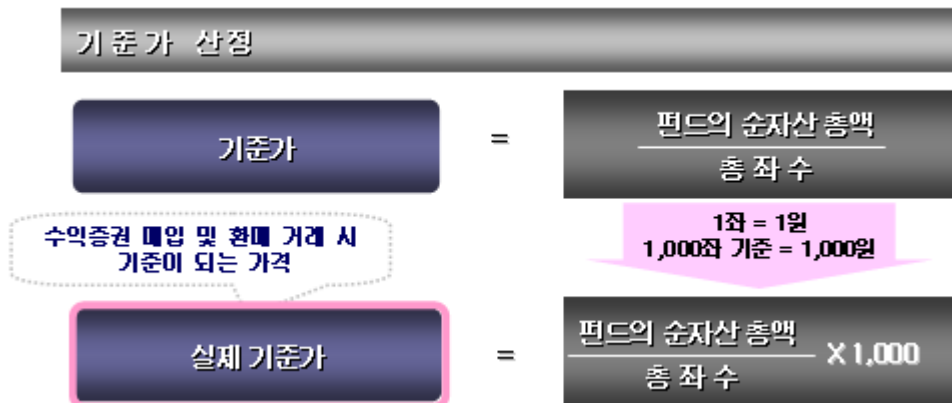 기준가 산정
기준가
=
펀드의 순자산 총액
총 좌 수
수익증권 매입 및 환매 거래 시
기준이 되는 가격
1좌 = 1원
1,000좌 기준 = 1,000원
실제 기준가
=
펀드의 순자산 총액
총 좌 수
X 1,000